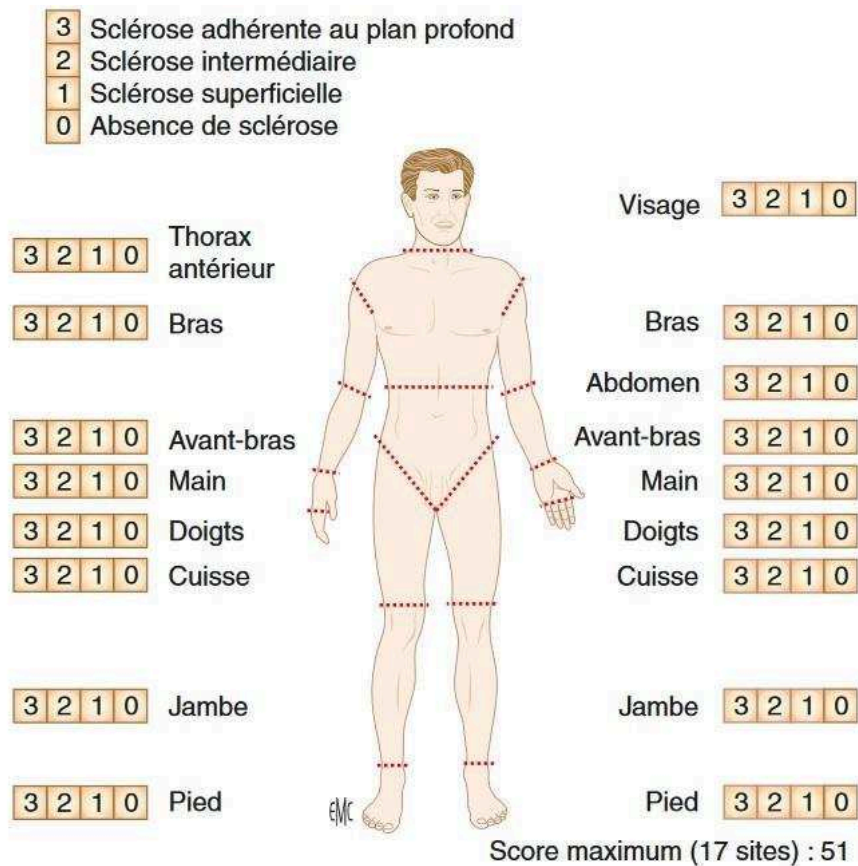 3 Sclérose adhérente au plan profond
2 Sclérose intermédiaire
1 Sclérose superficielle
0 Absence de sclérose
Visage 3 2 1 0
3 2 1 0 Thorax
antérieur
3 2 1 0 Bras
Bras 3 2 1 0
Abdomen 3 2 1 0
3 2 1 0 Avant-bras
Avant-bras 3 2 1 0
3 2 1 0 Main
Main 3 2 1 0
3 2 1 0 Doigts
Doigts 3 2 1 0
3 2 1 0 Cuisse
Cuisse 3 2 1 0
3 2 1 0 Jambe
Jambe 3 2 1 0
3 2 1 0 Pied
EMC
Pied 3 2 1 0
Score maximum (17 sites) : 51